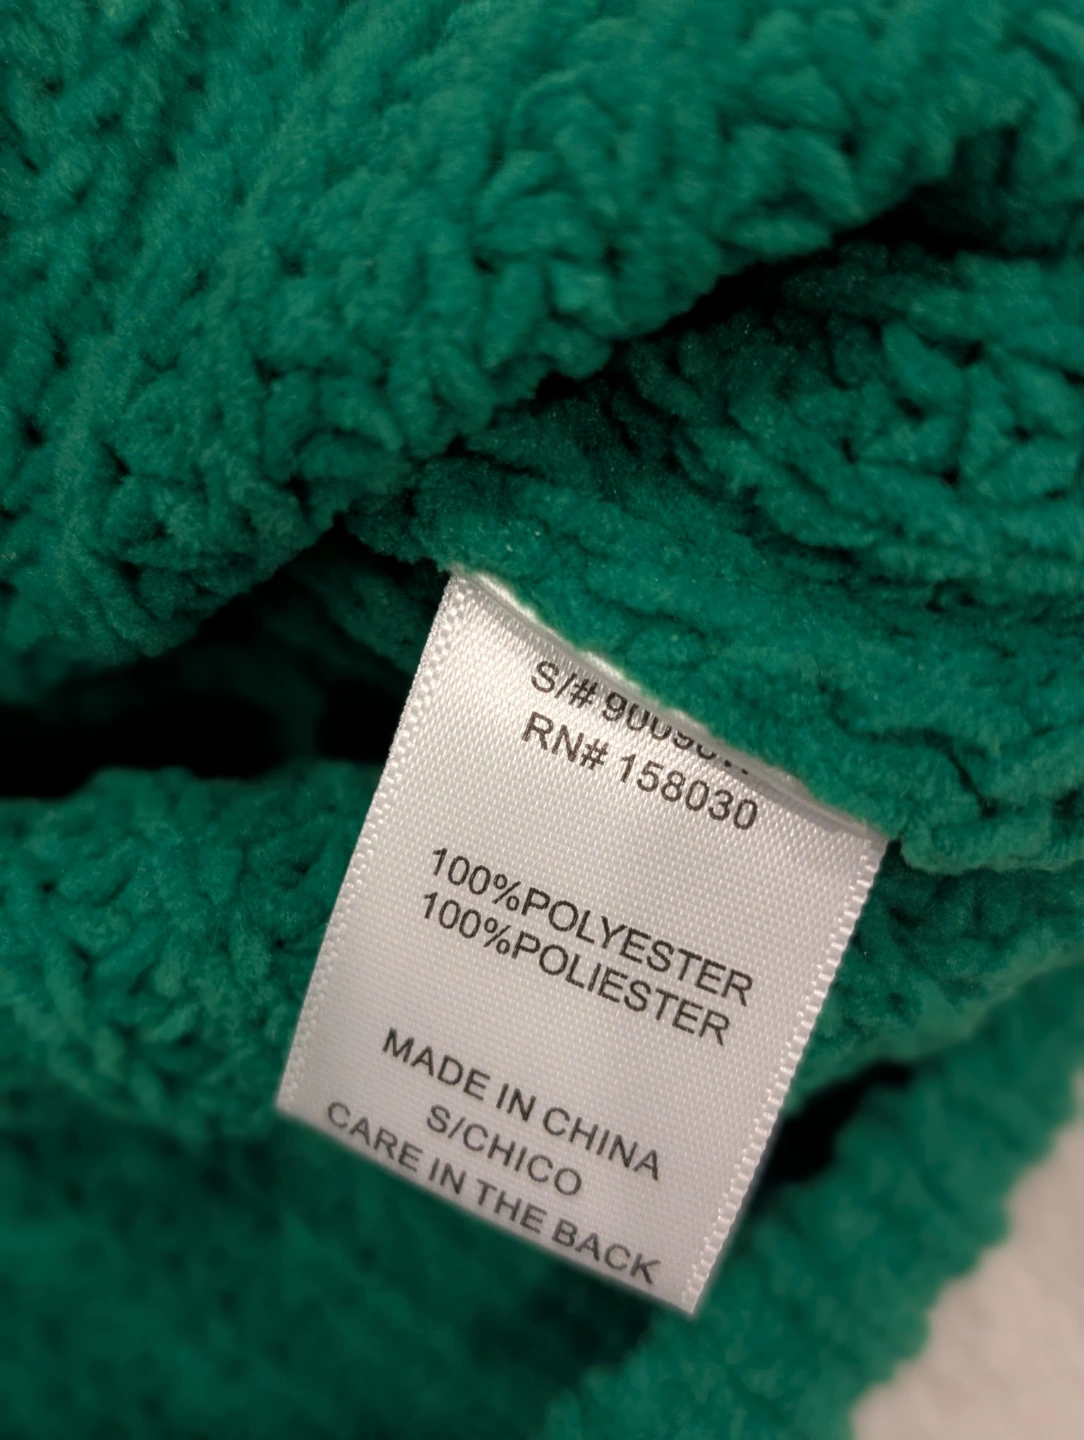 S/#
RN# 158030
100%POLYESTER
100%POLIESTER
MADE IN CHINA
S/CHICO
CARE IN THE BACK